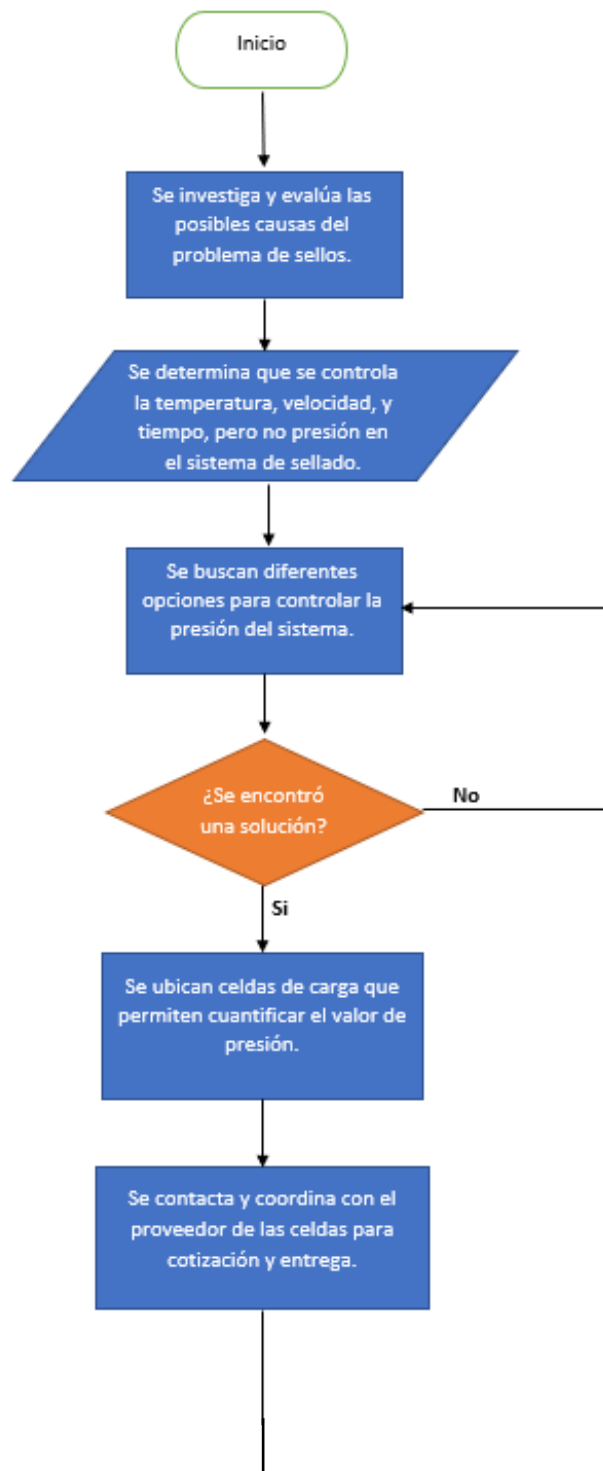 Inicio
Se investiga y evalúa las
posibles causas del
problema de sellos.
Se determina que se controla
la temperatura, velocidad, y
tiempo, pero no presión en
el sistema de sellado.
Se buscan diferentes
opciones para controlar la
presión del sistema.
¿Se encontró
una solución?
No
Si
Se ubican celdas de carga que
permiten cuantificar el valor de
presión.
Se contacta y coordina con el
proveedor de las celdas para
cotización y entrega.